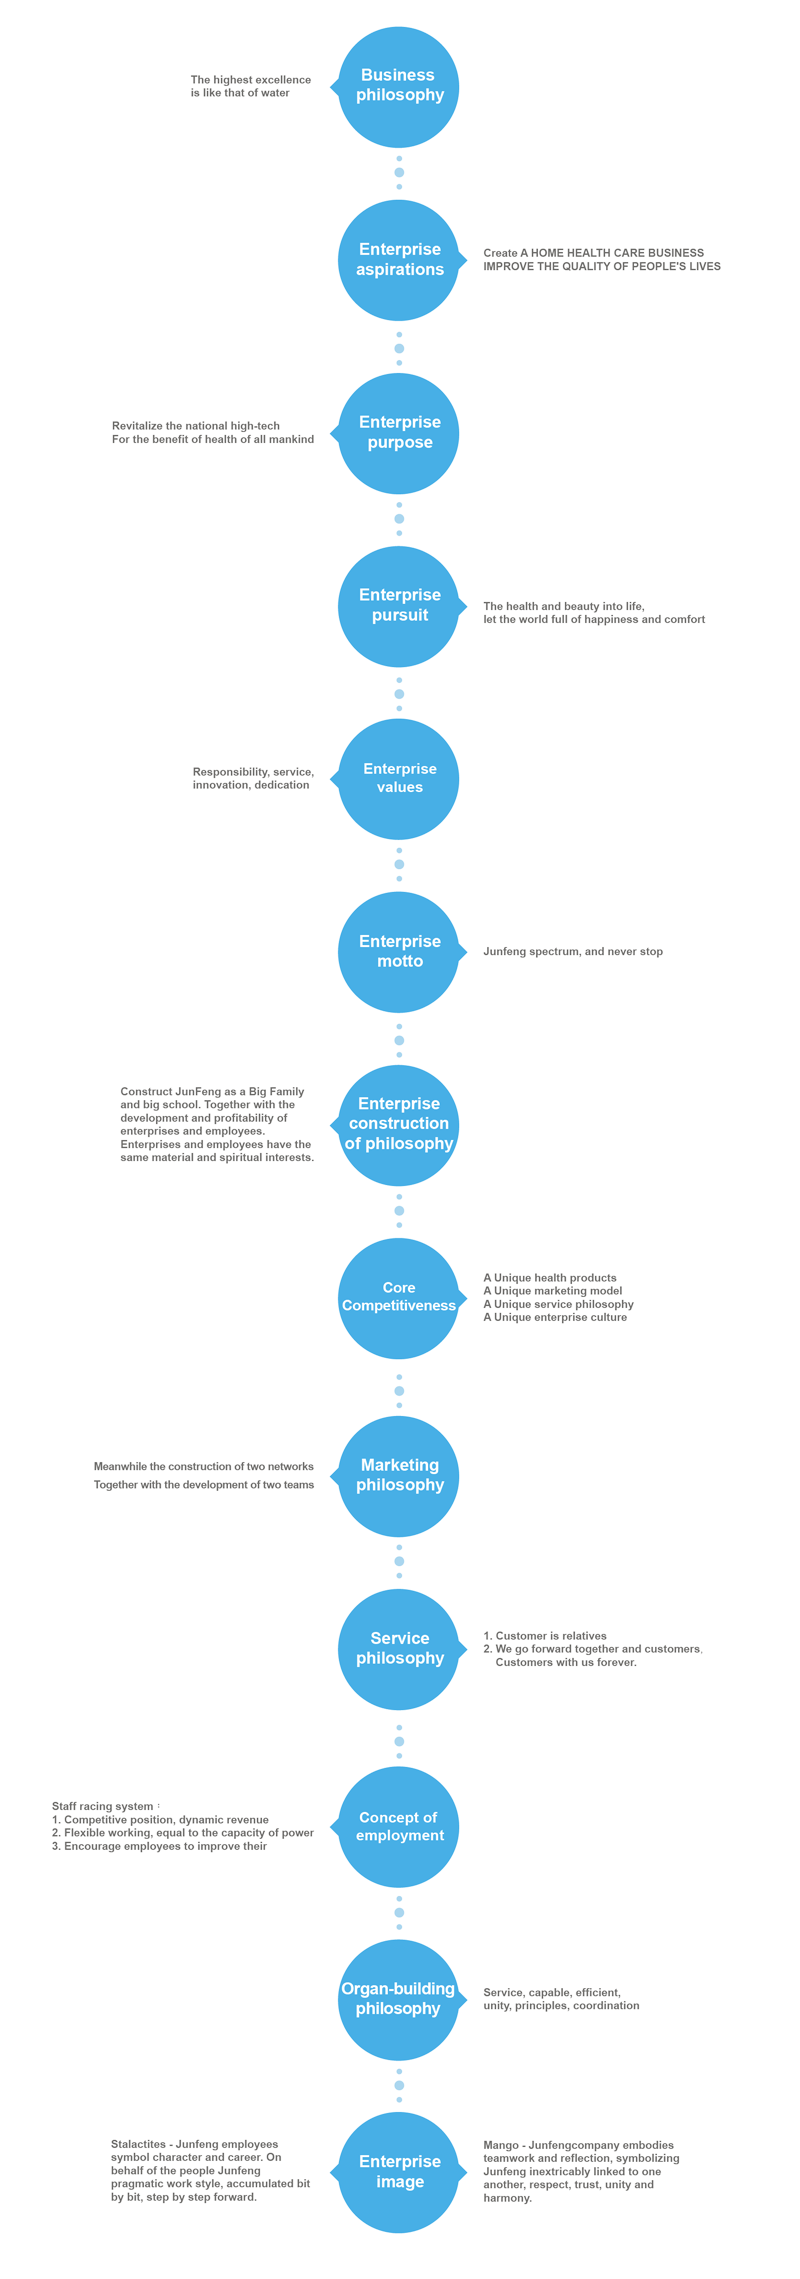 Business
philosophy
The highest excellence
is like that of water
Enterprise
aspirations
Create A HOME HEALTH CARE BUSINESS
IMPROVE THE QUALITY OF PEOPLE'S LIVES
Enterprise
purpose
Revitalize the national high-tech
For the benefit of health of all mankind
Enterprise
pursuit
The health and beauty into life,
let the world full of happiness and comfort
Enterprise
values
Responsibility, service,
innovation, dedication
Enterprise
motto
Junfeng spectrum, and never stop
Enterprise
construction
of philosophy
Construct JunFeng as a Big Family
and big school. Together with the
development and profitability of
enterprises and employees.
Enterprises and employees have the
same material and spiritual interests.
Core
Competitiveness
A Unique health products
A Unique marketing model
A Unique service philosophy
A Unique enterprise culture
Marketing
philosophy
Meanwhile the construction of two networks
Together with the development of two teams
Service
philosophy
1. Customer is relatives
2. We go forward together and customers,
Customers with us forever.
Concept of
employment
Staff racing system：
1. Competitive position, dynamic revenue
2. Flexible working, equal to the capacity of power
3. Encourage employees to improve their
Organ-building
philosophy
Service, capable, efficient,
unity, principles, coordination
Enterprise
image
Stalactites - Junfeng employees
symbol character and career. On
behalf of the people Junfeng
pragmatic work style, accumulated bit
by bit, step by step forward.
Mango - Junfengcompany embodies
teamwork and reflection, symbolizing
Junfeng inextricably linked to one
another, respect, trust, unity and
harmony.